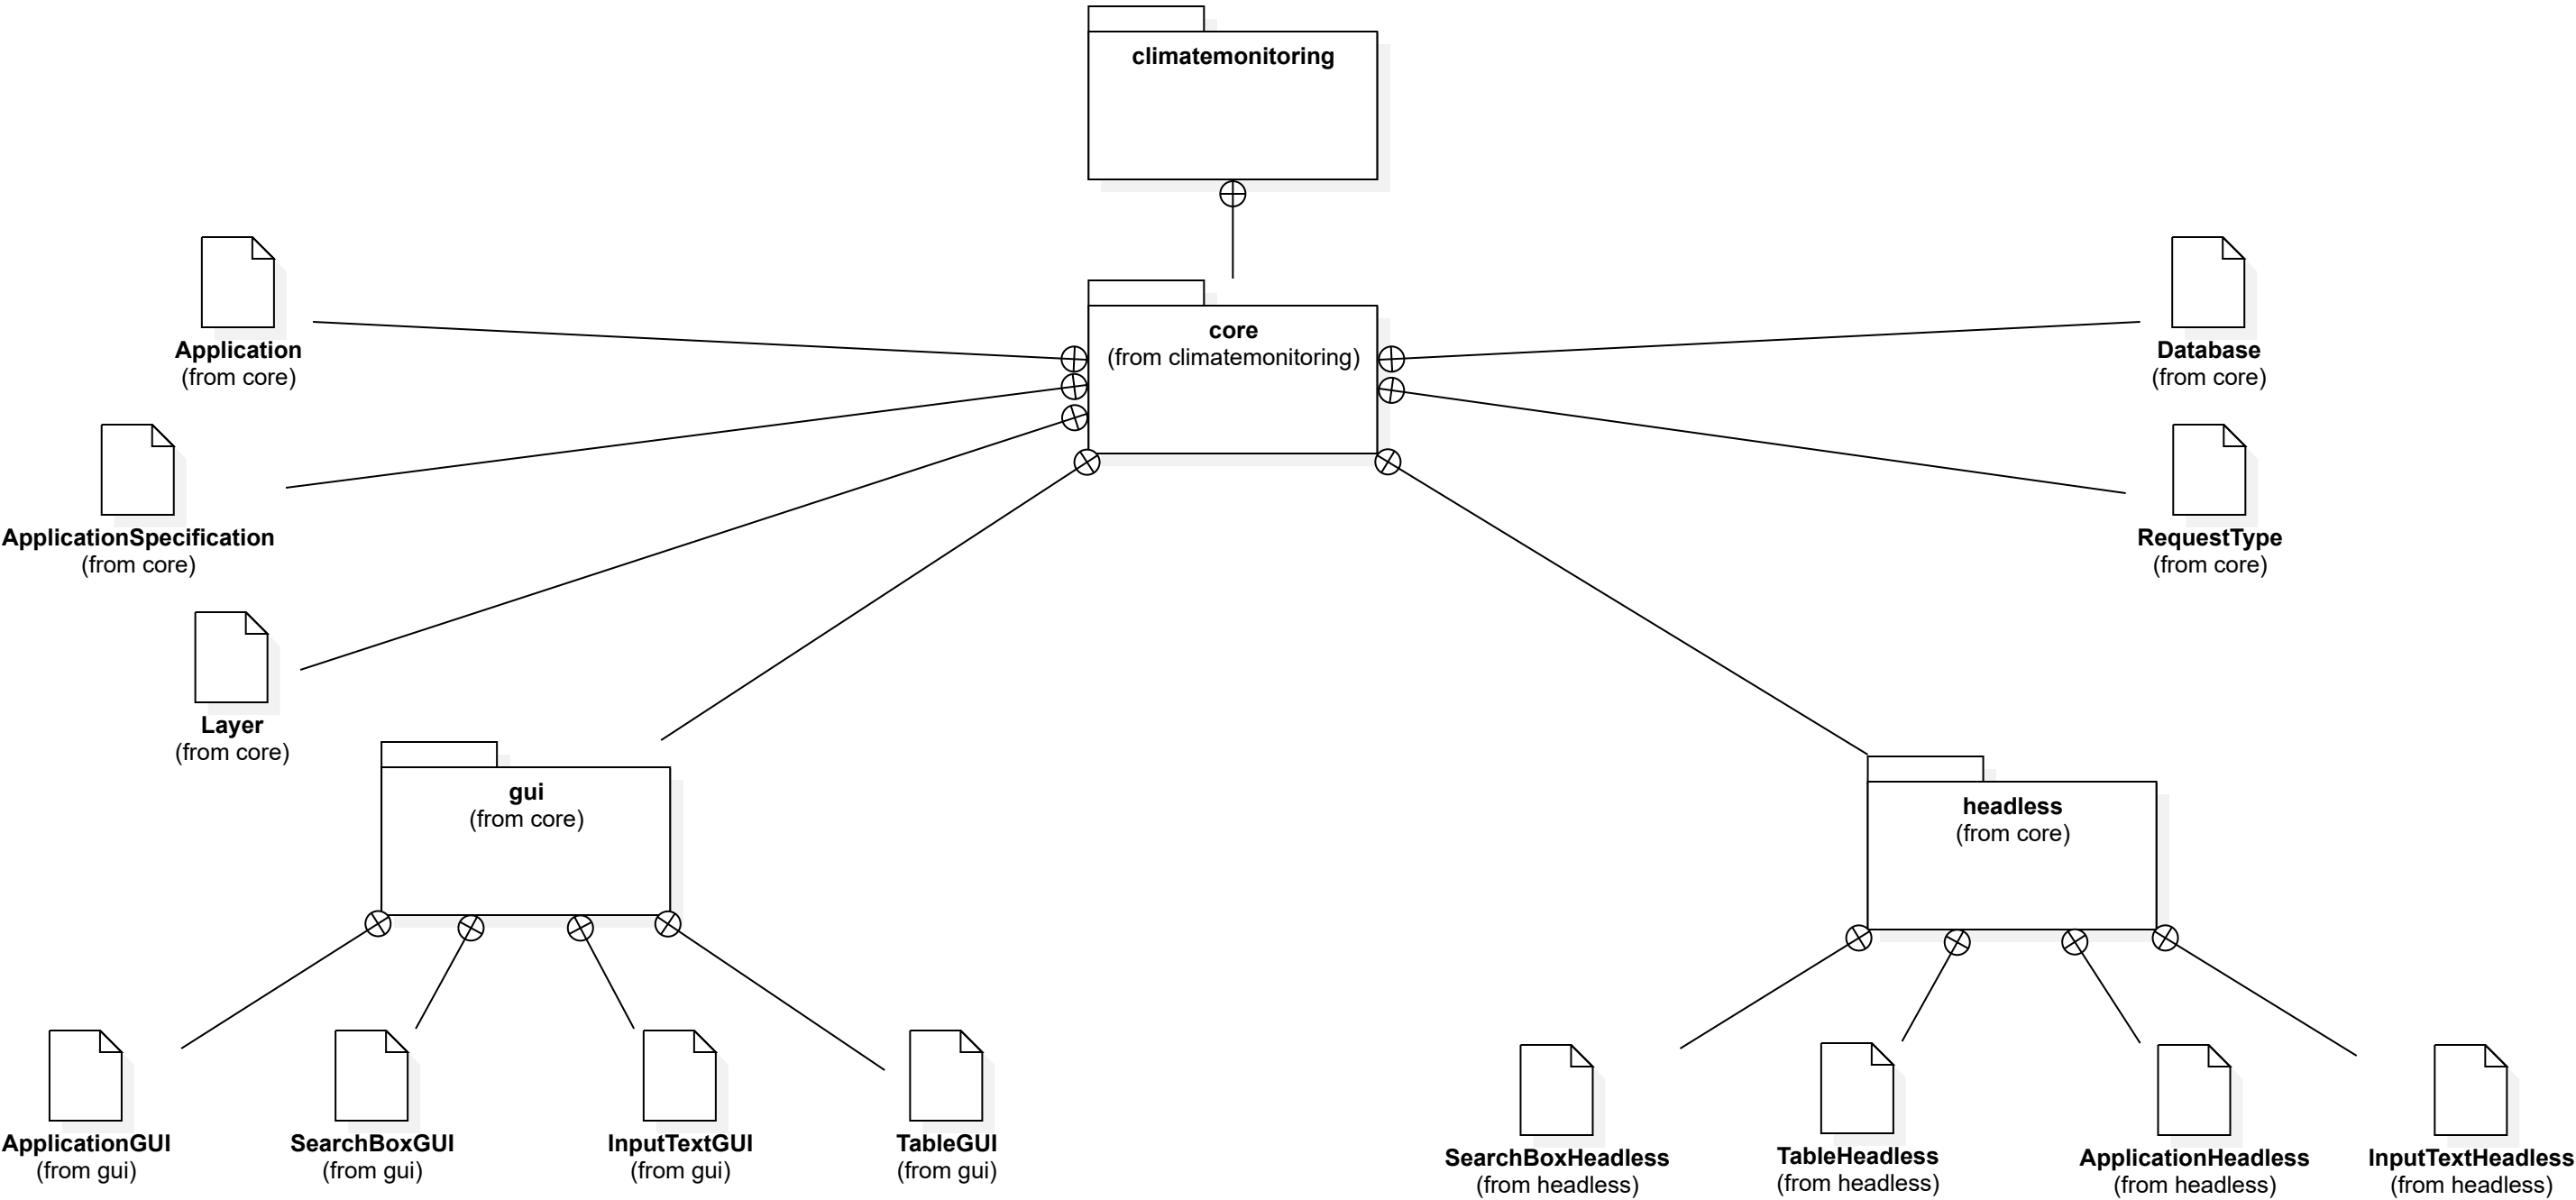 climatemonitoring
core
(from climatemonitoring)
Application
(from core)
Database
(from core)
ApplicationSpecification
(from core)
RequestType
(from core)
Layer
(from core)
gui
(from core)
headless
(from core)
ApplicationGUI
(from gui)
SearchBoxGUI
(from gui)
InputTextGUI
(from gui)
TableGUI
(from gui)
SearchBoxHeadless
(from headless)
TableHeadless
(from headless)
ApplicationHeadless
(from headless)
InputTextHeadless
(from headless)